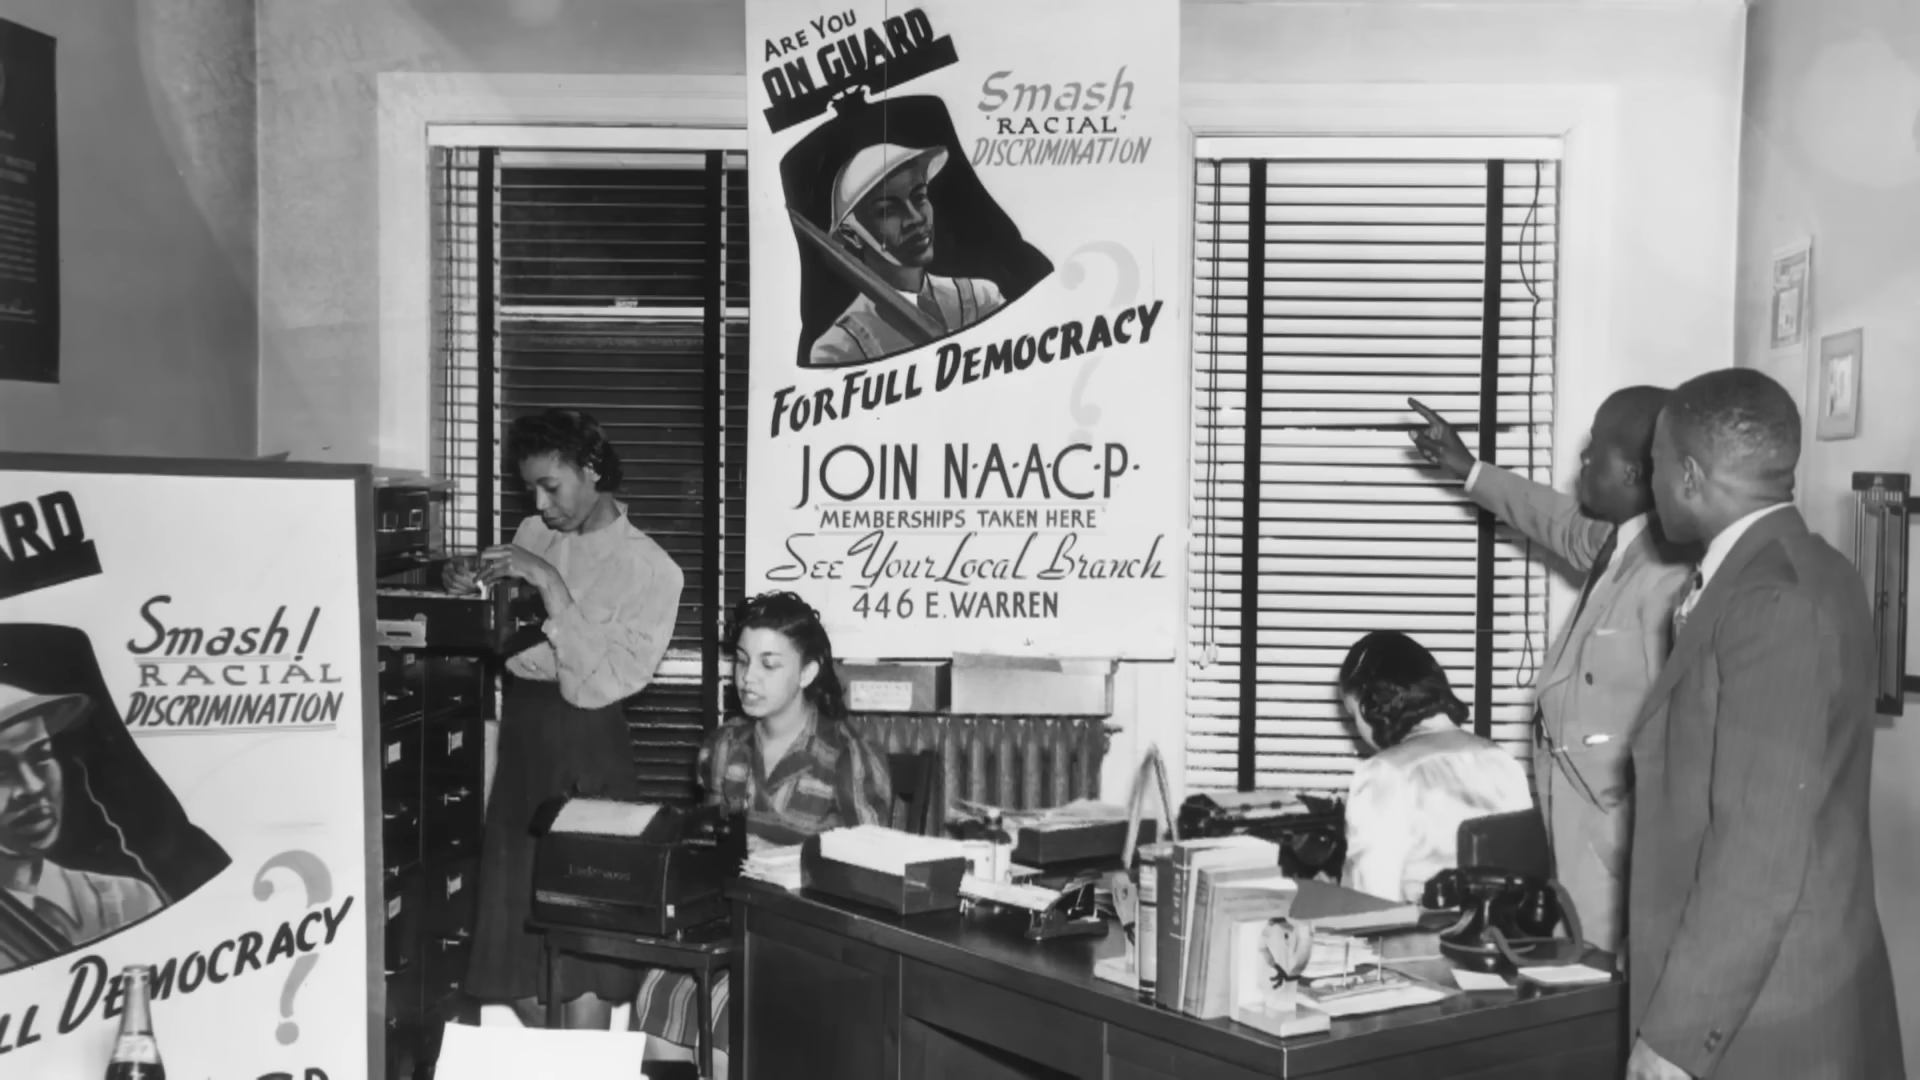 ARE YOU
ON GUARD
Smash
"RACIAL"
DISCRIMINATION
?
FOR FULL DEMOCRACY
JOIN N·A·A·C·P·
"MEMBERSHIPS TAKEN HERE"
See Your Local Branch
446 E. WARREN
ARD
Smash!
RACIAL
DISCRIMINATION
?
LL DEMOCRACY
Underwood